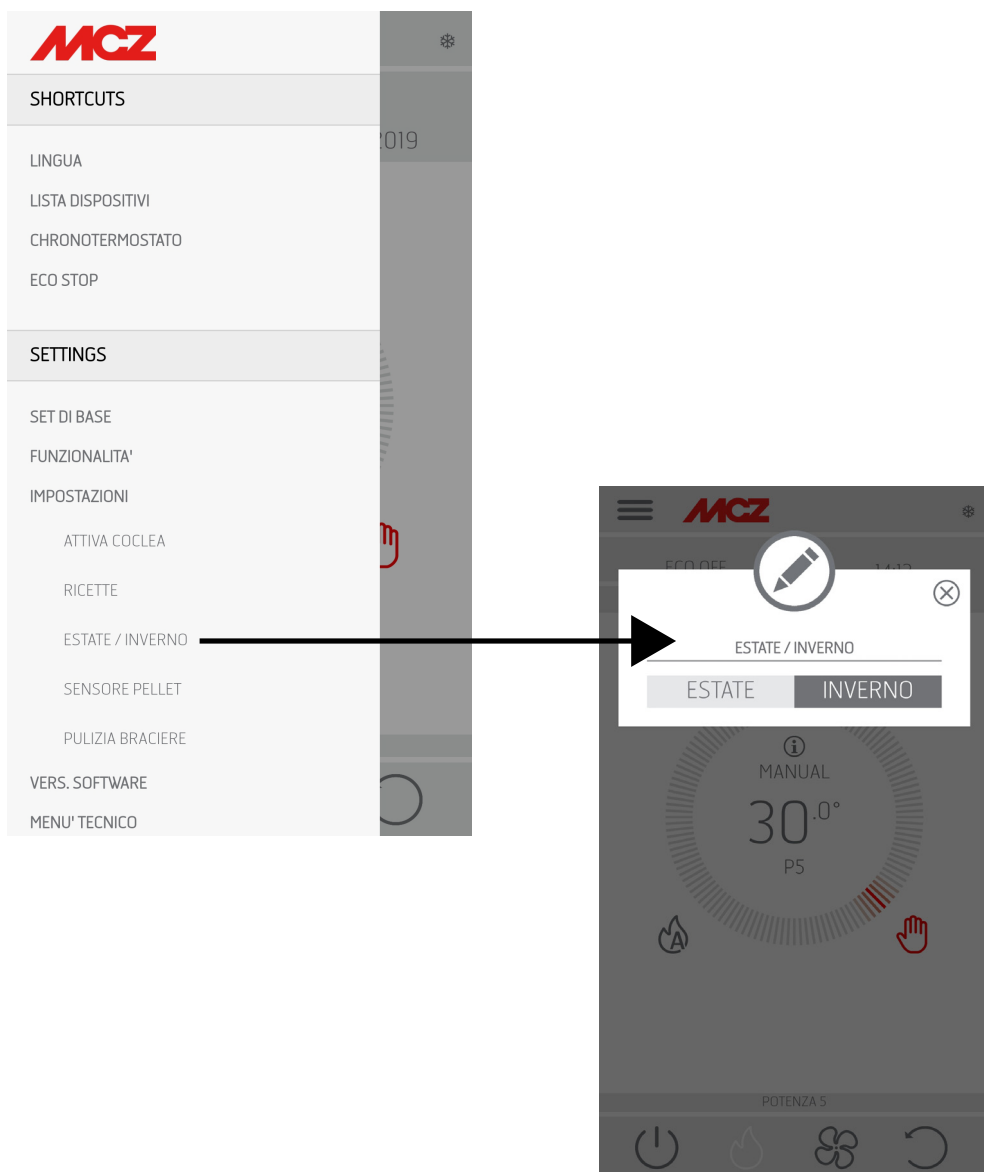 MCZ
SHORTCUTS
2019
LINGUA
LISTA DISPOSITIVI
CHRONOTERMOSTATO
ECO STOP
SETTINGS
SET DI BASE
FUNZIONALITA'
IMPOSTAZIONI
ATTIVA COCLEA
RICETTE
ESTATE / INVERNO
SENSORE PELLET
PULIZIA BRACIERE
VERS. SOFTWARE
MENU' TECNICO
MCZ
ECO OFF 14:12
ESTATE / INVERNO
ESTATE INVERNO
MANUAL
30.0°
P5
A
POTENZA 5